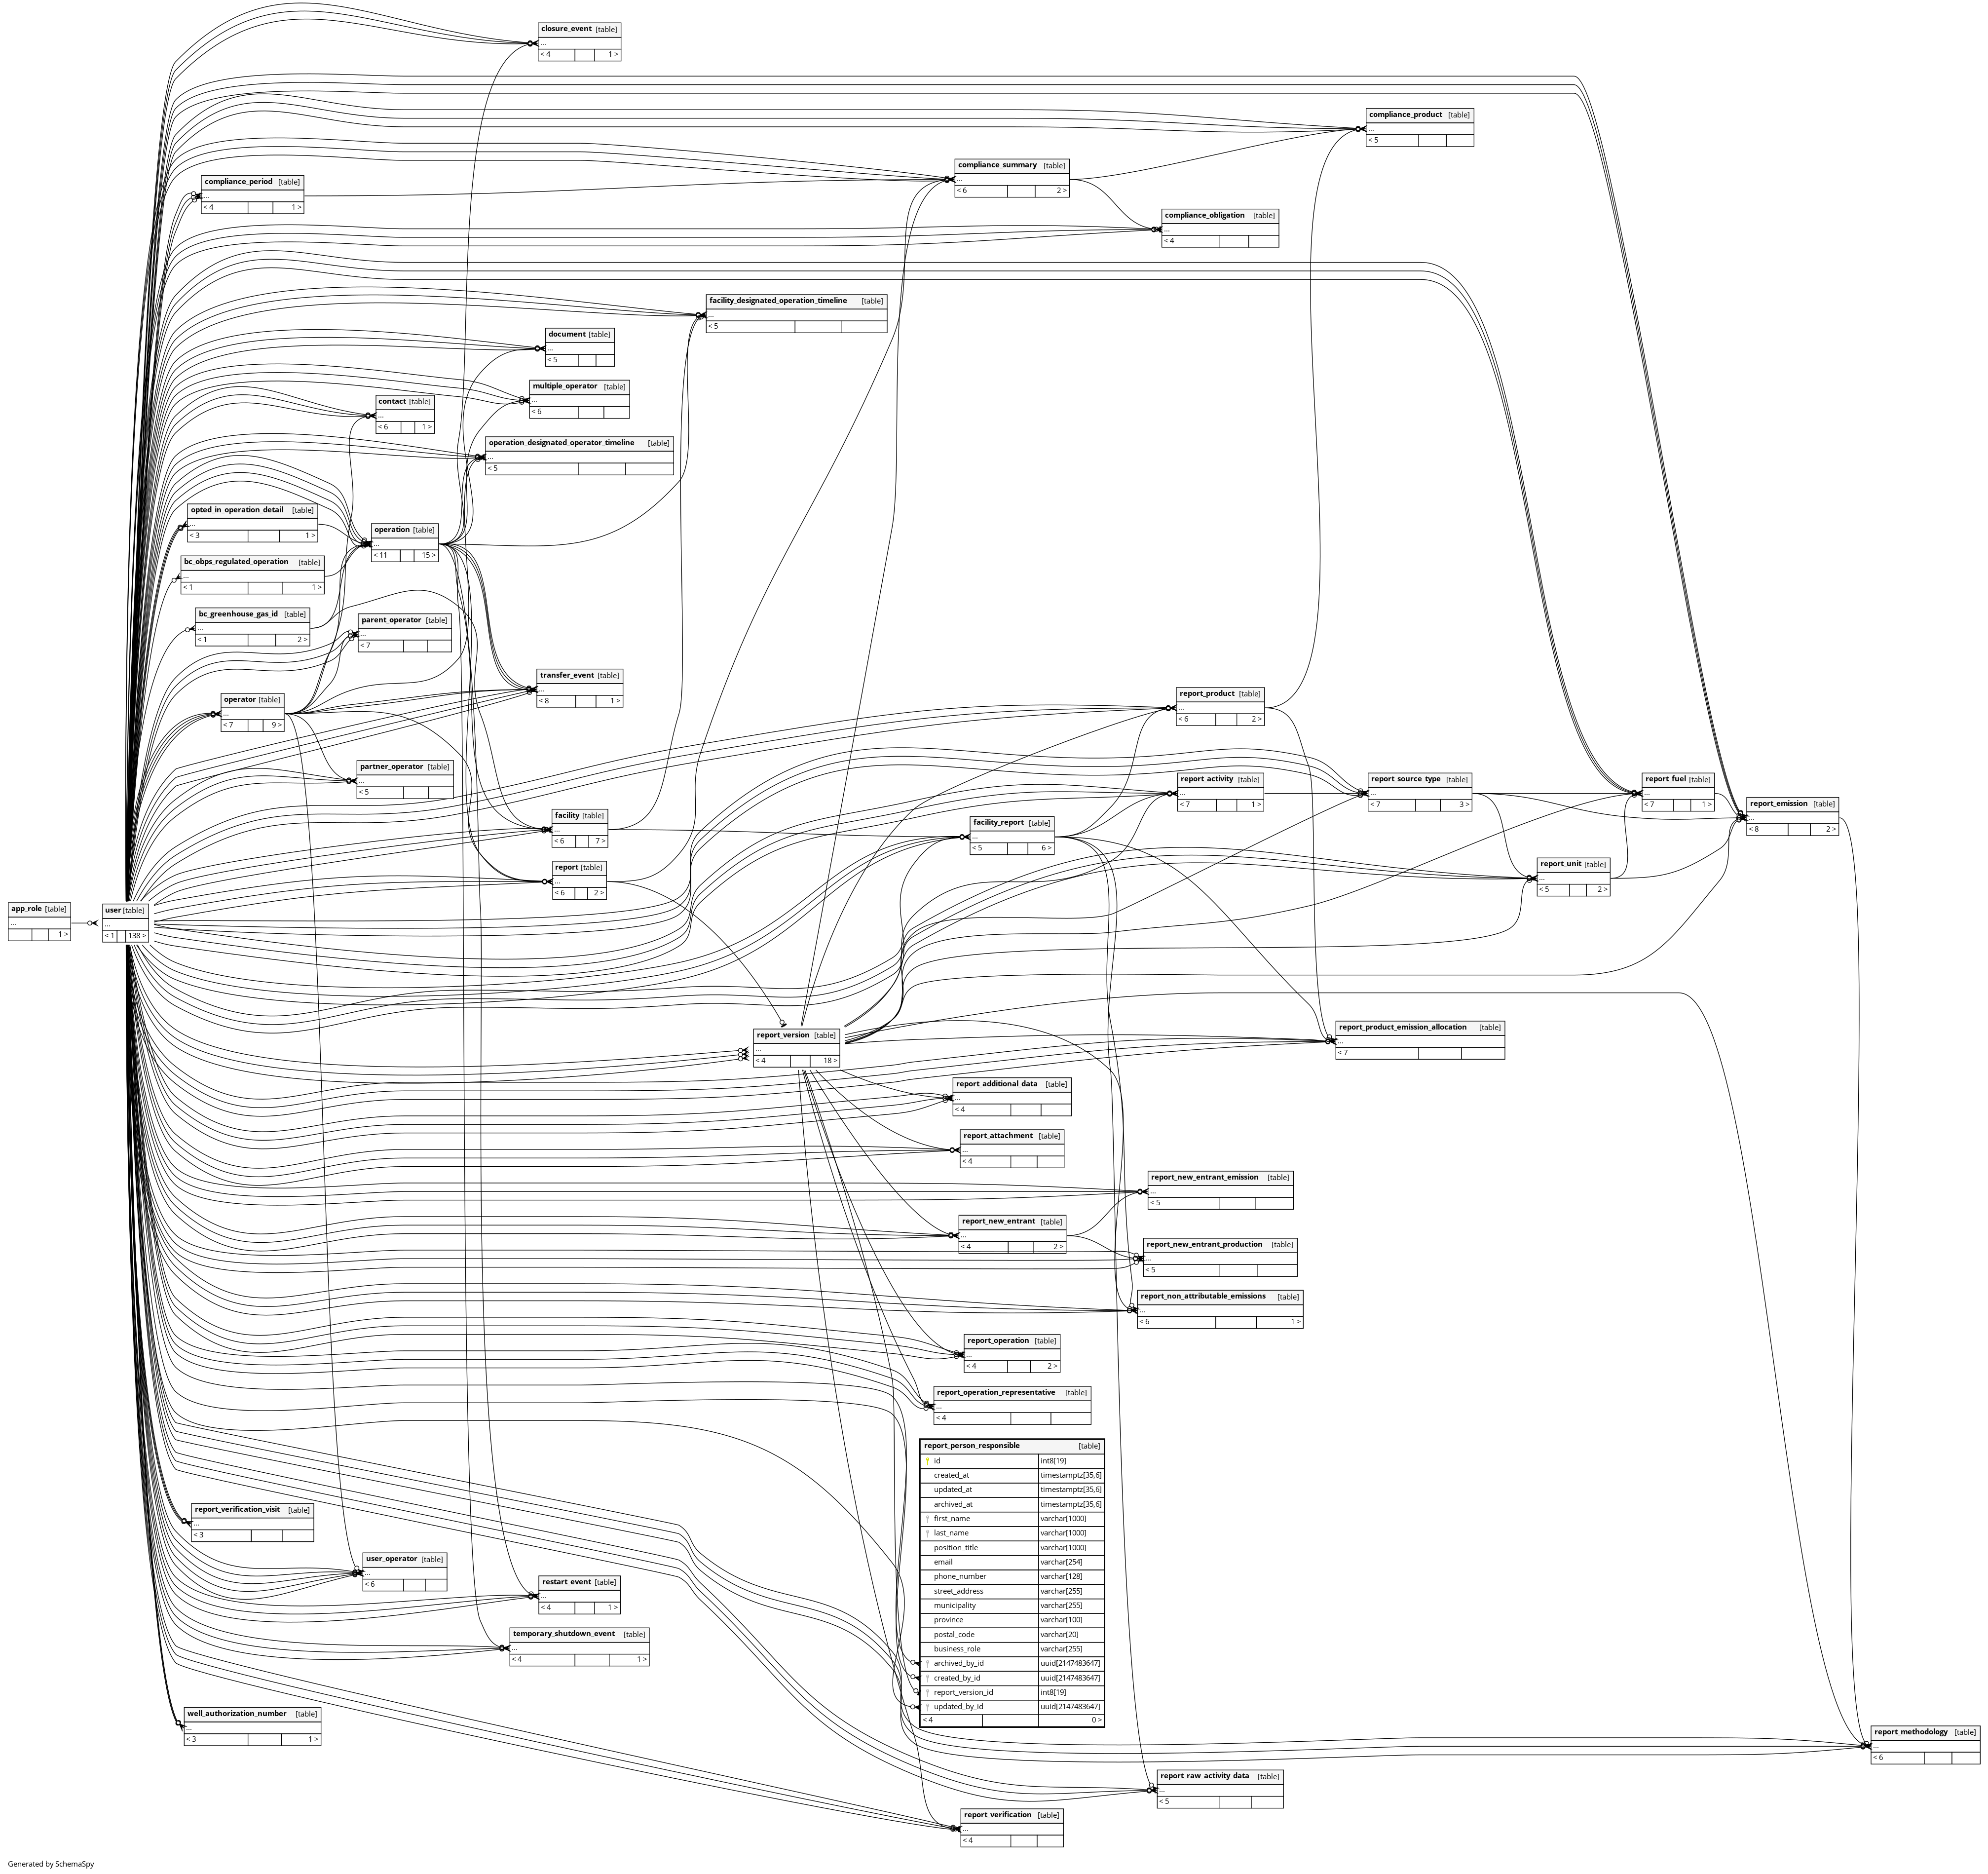 closure_event [table]
...
< 4 1 >
compliance_product [table]
...
< 5
compliance_summary [table]
...
< 6 2 >
compliance_period [table]
...
< 4 1 >
compliance_obligation [table]
...
< 4
facility_designated_operation_timeline [table]
...
< 5
document [table]
...
< 5
multiple_operator [table]
...
< 6
contact [table]
...
< 6 1 >
operation_designated_operator_timeline [table]
...
< 5
opted_in_operation_detail [table]
...
< 3 1 >
operation [table]
...
< 11 15 >
bc_obps_regulated_operation [table]
...
< 1 1 >
bc_greenhouse_gas_id [table]
...
< 1 2 >
parent_operator [table]
...
< 7
transfer_event [table]
...
< 8 1 >
operator [table]
...
< 7 9 >
report_product [table]
...
< 6 2 >
partner_operator [table]
...
< 5
report_activity [table]
...
< 7 1 >
report_source_type [table]
...
< 7 3 >
report_fuel [table]
...
< 7 1 >
report_emission [table]
...
< 8 2 >
facility [table]
...
< 6 7 >
facility_report [table]
...
< 5 6 >
report [table]
...
< 6 2 >
report_unit [table]
...
< 5 2 >
app_role [table]
...
1 >
user [table]
...
< 1 138 >
report_version [table]
...
< 4 18 >
report_product_emission_allocation [table]
...
< 7
report_additional_data [table]
...
< 4
report_attachment [table]
...
< 4
report_new_entrant_emission [table]
...
< 5
report_new_entrant [table]
...
< 4 2 >
report_new_entrant_production [table]
...
< 5
report_non_attributable_emissions [table]
...
< 6 1 >
report_operation [table]
...
< 4 2 >
report_operation_representative [table]
...
< 4
report_person_responsible [table]
id int8[19]
created_at timestamptz[35,6]
updated_at timestamptz[35,6]
archived_at timestamptz[35,6]
first_name varchar[1000]
last_name varchar[1000]
position_title varchar[1000]
email varchar[254]
phone_number varchar[128]
street_address varchar[255]
municipality varchar[255]
province varchar[100]
postal_code varchar[20]
business_role varchar[255]
archived_by_id uuid[2147483647]
created_by_id uuid[2147483647]
report_version_id int8[19]
updated_by_id uuid[2147483647]
< 4 0 >
report_verification_visit [table]
...
< 3
user_operator [table]
...
< 6
restart_event [table]
...
< 4 1 >
temporary_shutdown_event [table]
...
< 4 1 >
well_authorization_number [table]
...
< 3 1 >
report_methodology [table]
...
< 6
report_raw_activity_data [table]
...
< 5
report_verification [table]
...
< 4
Generated by SchemaSpy